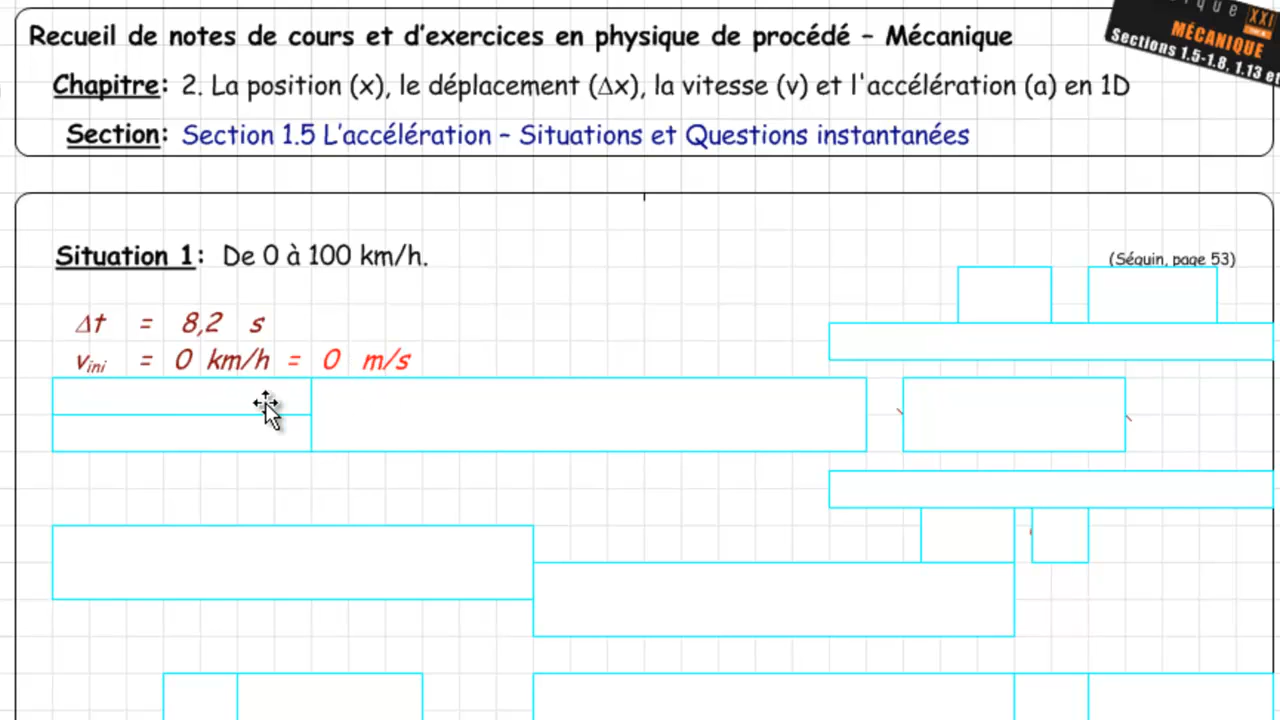 Recueil de notes de cours et d'exercices en physique de procédé – Mécanique
Chapitre: 2. La position (x), le déplacement (Δx), la vitesse (v) et l'accélération (a) en 1D
Section: Section 1.5 L'accélération – Situations et Questions instantanées
XXI
MÉCANIQUE
Sections 1.5-1.8, 1.13 et
Situation 1: De 0 à 100 km/h.
(Séguin, page 53)
Δt = 8,2 s
vini = 0 km/h = 0 m/s